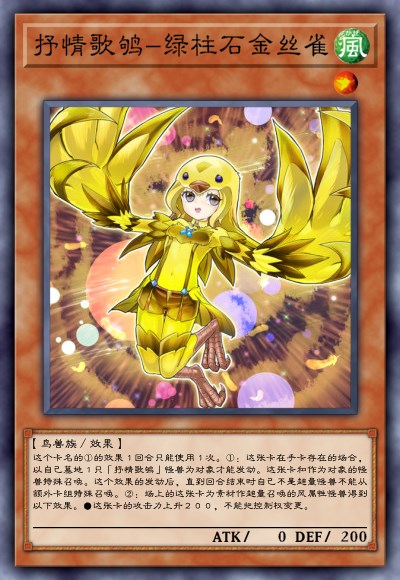 抒情歌鸲-绿柱石金丝雀
風
【鸟兽族／效果】
这个卡名的①的效果1回合只能使用1次。①：这张卡在手卡存在的场合，
以自己墓地1只「抒情歌鸲」怪兽为对象才能发动。这张卡和作为对象的怪
兽特殊召唤。这个效果的发动后，直到回合结束时自己不是超量怪兽不能从
额外卡组特殊召唤。②：场上的这张卡为素材作超量召唤的风属性怪兽得到
以下效果。●这张卡的攻击力上升200，不能把控制权变更。
ATK/ 0 DEF/ 200